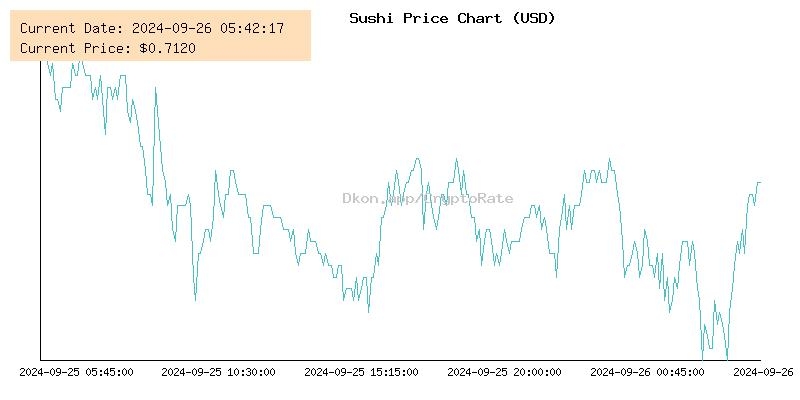 Sushi Price Chart (USD)
Current Date: 2024-09-26 05:42:17
Current Price: $0.7120
Dkon.app/CryptoRate
2024-09-25 05:45:00
2024-09-25 10:30:00
2024-09-25 15:15:00
2024-09-25 20:00:00
2024-09-26 00:45:00
2024-09-26